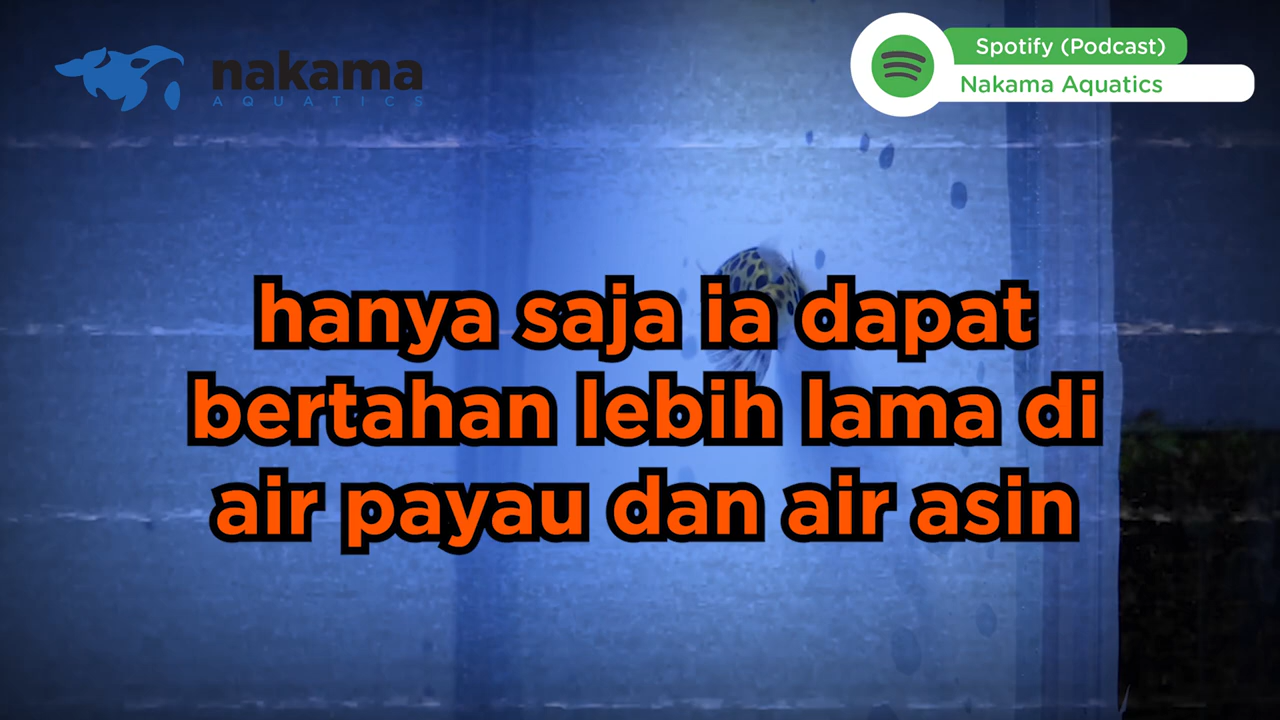 nakama
AQUATICS
Spotify (Podcast)
Nakama Aquatics
hanya saja ia dapat
bertahan lebih lama di
air payau dan air asin